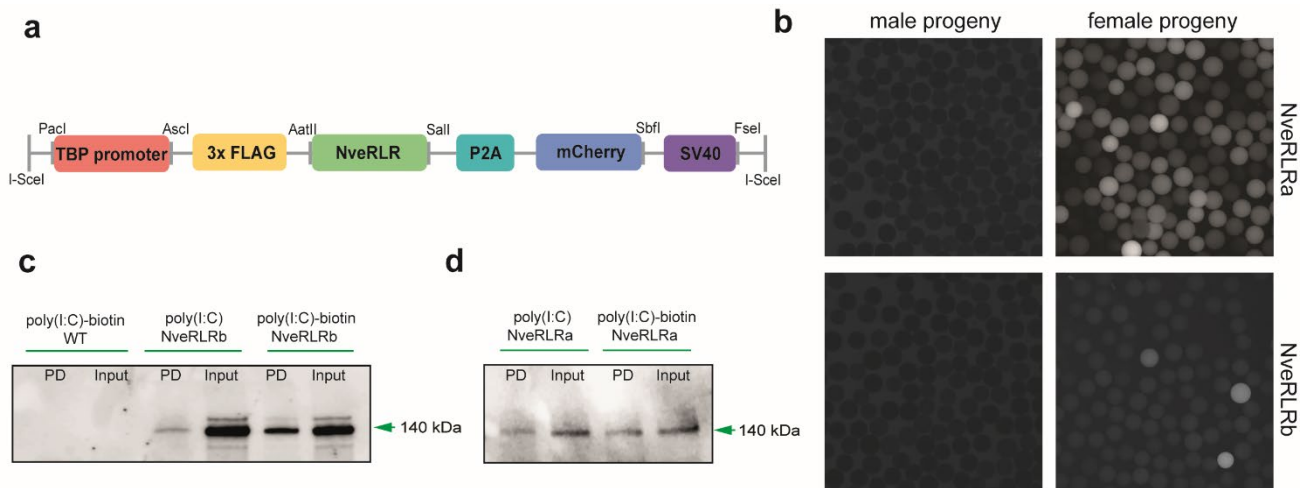 a
PacI
AscI
AatII
SalI
SbfI
FseI
TBP promoter
3x FLAG
NveRLR
P2A
mCherry
SV40
I-SceI
I-SceI
b
male progeny
female progeny
NveRLRa
NveRLRb
c
poly(I:C)-biotin
WT
poly(I:C)
NveRLRb
poly(I:C)-biotin
NveRLRb
PD
Input
PD
Input
PD
Input
140 kDa
d
poly(I:C)
NveRLRa
poly(I:C)-biotin
NveRLRa
PD
Input
PD
Input
140 kDa